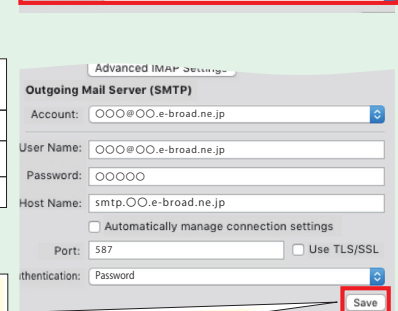 Advanced IMAP Settings
Outgoing Mail Server (SMTP)
Account: ○○○@○○.e-broad.ne.jp
User Name: ○○○@○○.e-broad.ne.jp
Password: ○○○○○
Host Name: smtp.○○.e-broad.ne.jp
Automatically manage connection settings
Port: 587 Use TLS/SSL
thentication: Password
Save